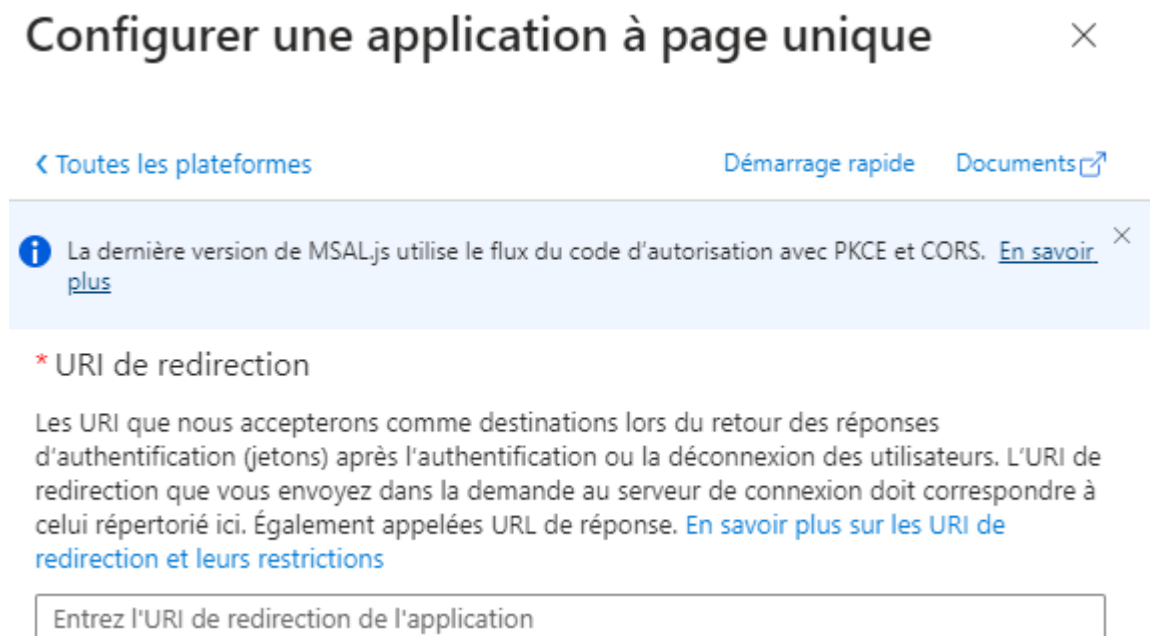 Configurer une application à page unique
Toutes les plateformes
Démarrage rapide
Documents
La dernière version de MSAL.js utilise le flux du code d'autorisation avec PKCE et CORS. En savoir
plus
* URI de redirection
Les URI que nous accepterons comme destinations lors du retour des réponses
d'authentification (jetons) après l'authentification ou la déconnexion des utilisateurs. L'URI de
redirection que vous envoyez dans la demande au serveur de connexion doit correspondre à
celui répertorié ici. Également appelées URL de réponse. En savoir plus sur les URI de
redirection et leurs restrictions
Entrez l'URI de redirection de l'application